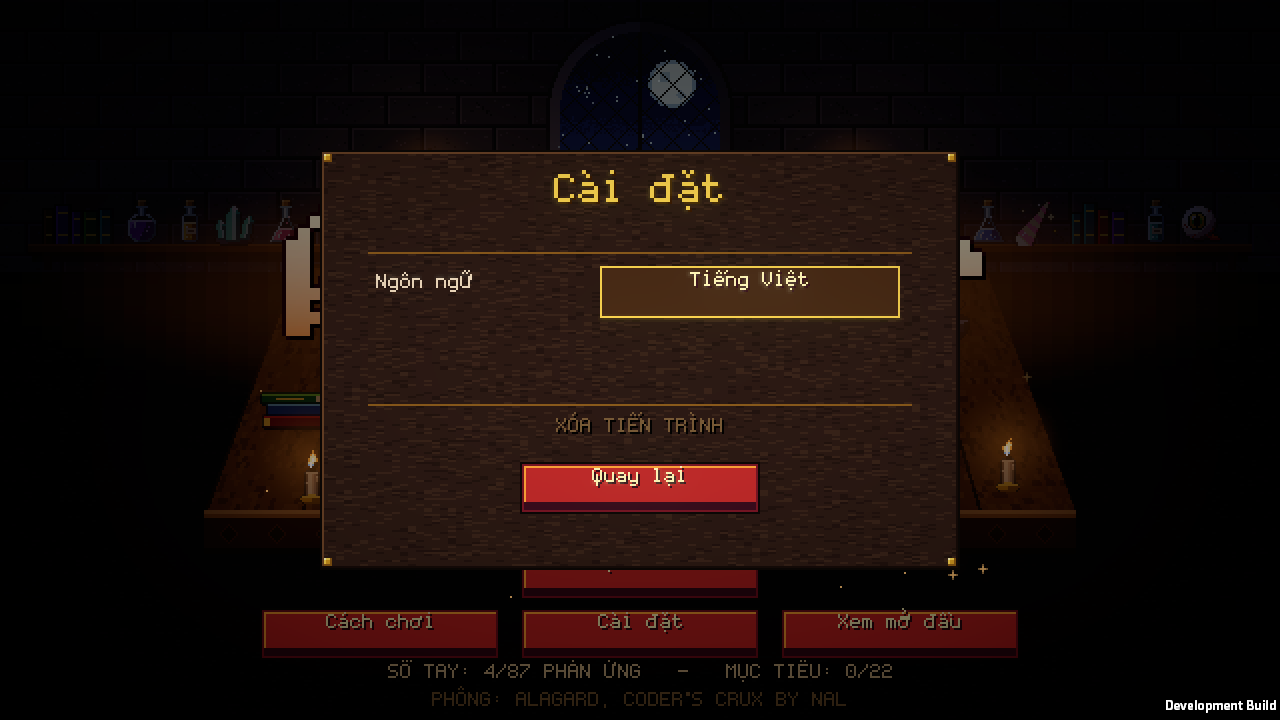 Cài đặt
Ngôn ngữ
Tiếng Việt
XÓA TIẾN TRÌNH
Quay lại
Cách chơi
Cài đặt
Xem mở đầu
SỔ TAY: 4/87 PHẢN ỨNG – MỤC TIÊU: 0/22
PHÔNG: ALAGARD, CODER'S CRUX BY NAL
Development Build